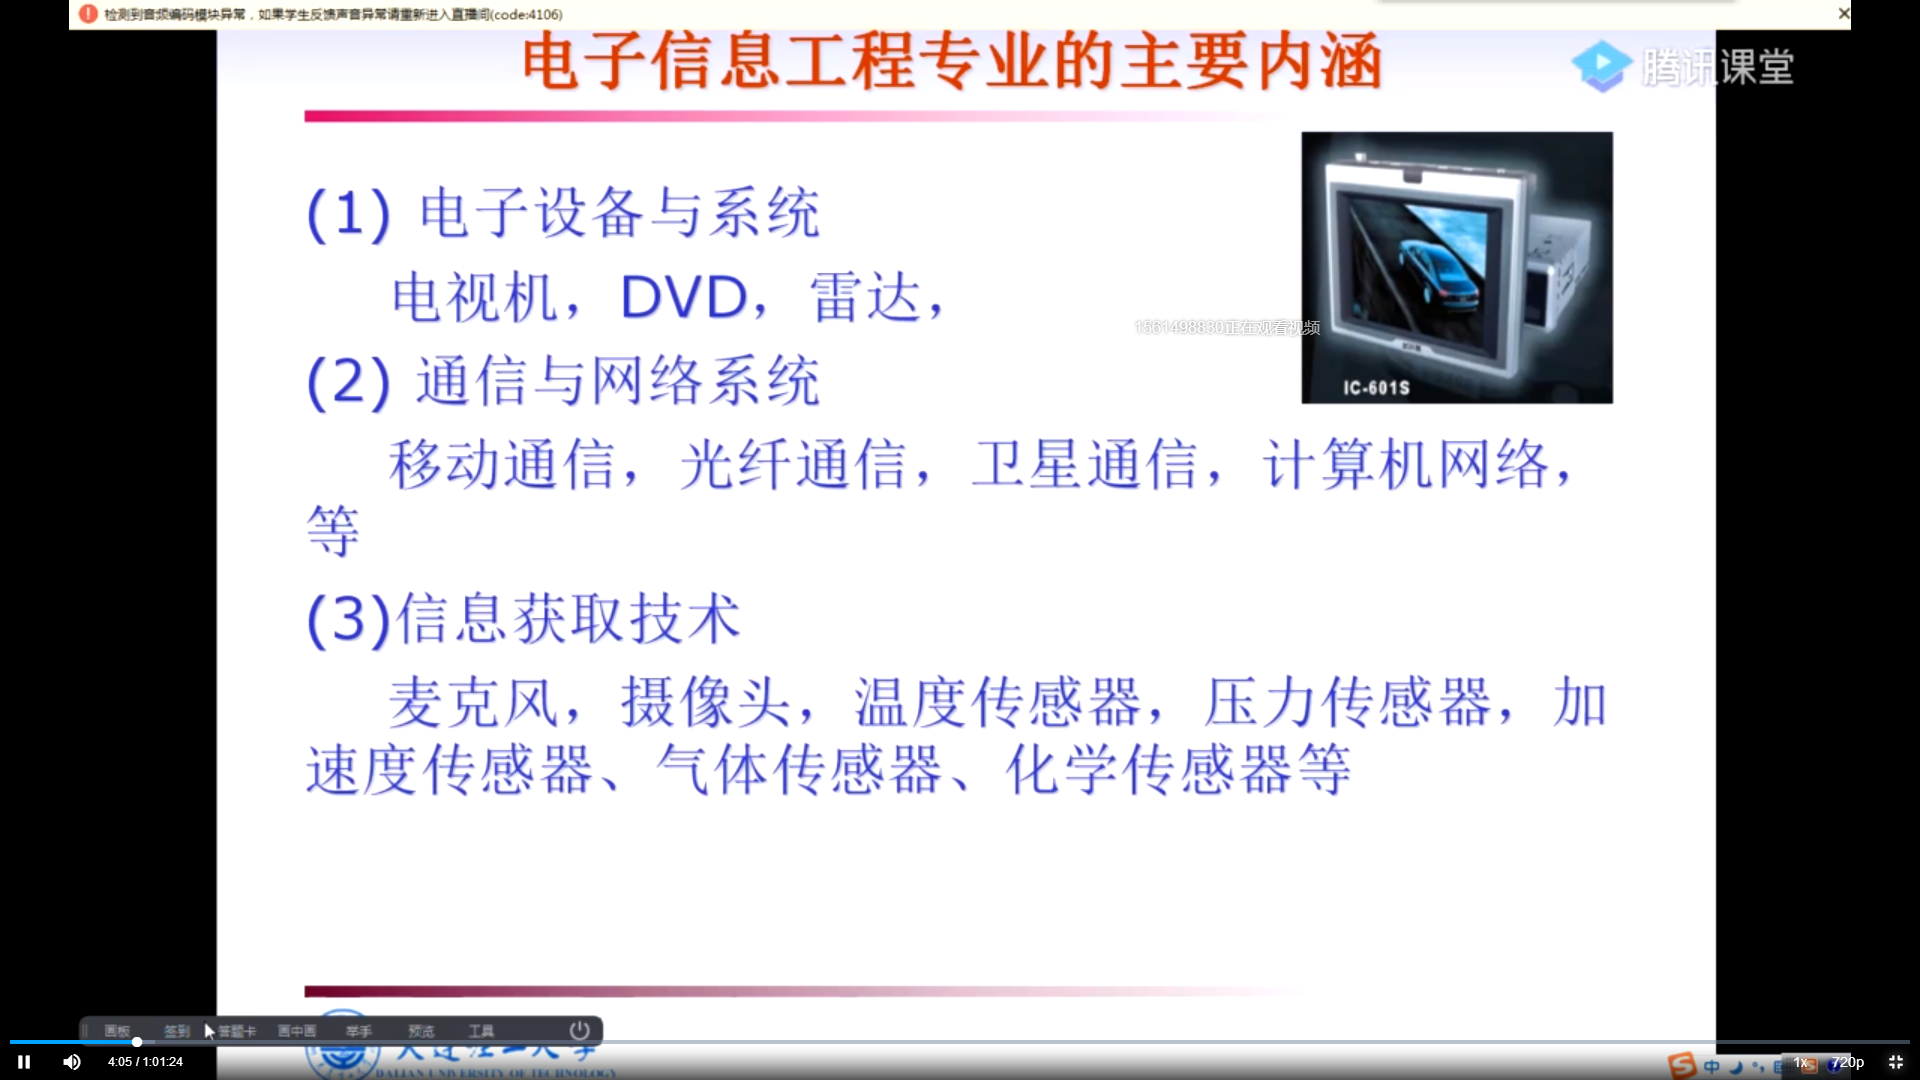 检测到音频编码模块异常，如果学生反馈声音异常请重新进入直播间(code:4106)
电子信息工程专业的主要内涵
腾讯课堂
(1) 电子设备与系统
电视机，DVD，雷达，
1561498830正在观看视频
IC-601S
(2) 通信与网络系统
移动通信，光纤通信，卫星通信，计算机网络，
等
(3)信息获取技术
麦克风，摄像头，温度传感器，压力传感器，加
速度传感器、气体传感器、化学传感器等
画板 签到 答题卡 画中画 举手 预览 工具
大连理工大学
DALIAN UNIVERSITY OF TECHNOLOGY
4:05 / 1:01:24
中
1x 720p